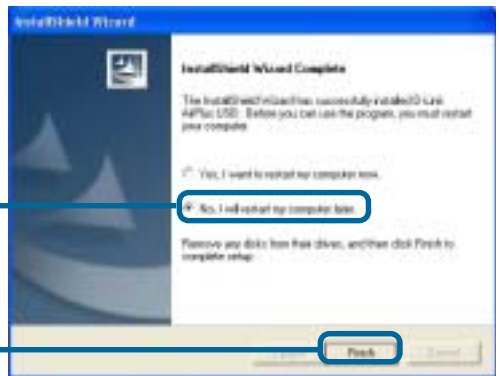 InstallShield Wizard
InstallShield Wizard Complete
The InstallShield Wizard has successfully installed D-Link
AirPlus USB. Before you can use the program, you must restart
your computer.
Yes, I want to restart my computer now.
No, I will restart my computer later.
Remove any disks from their drives, and then click Finish to
complete setup.
Finish
Cancel